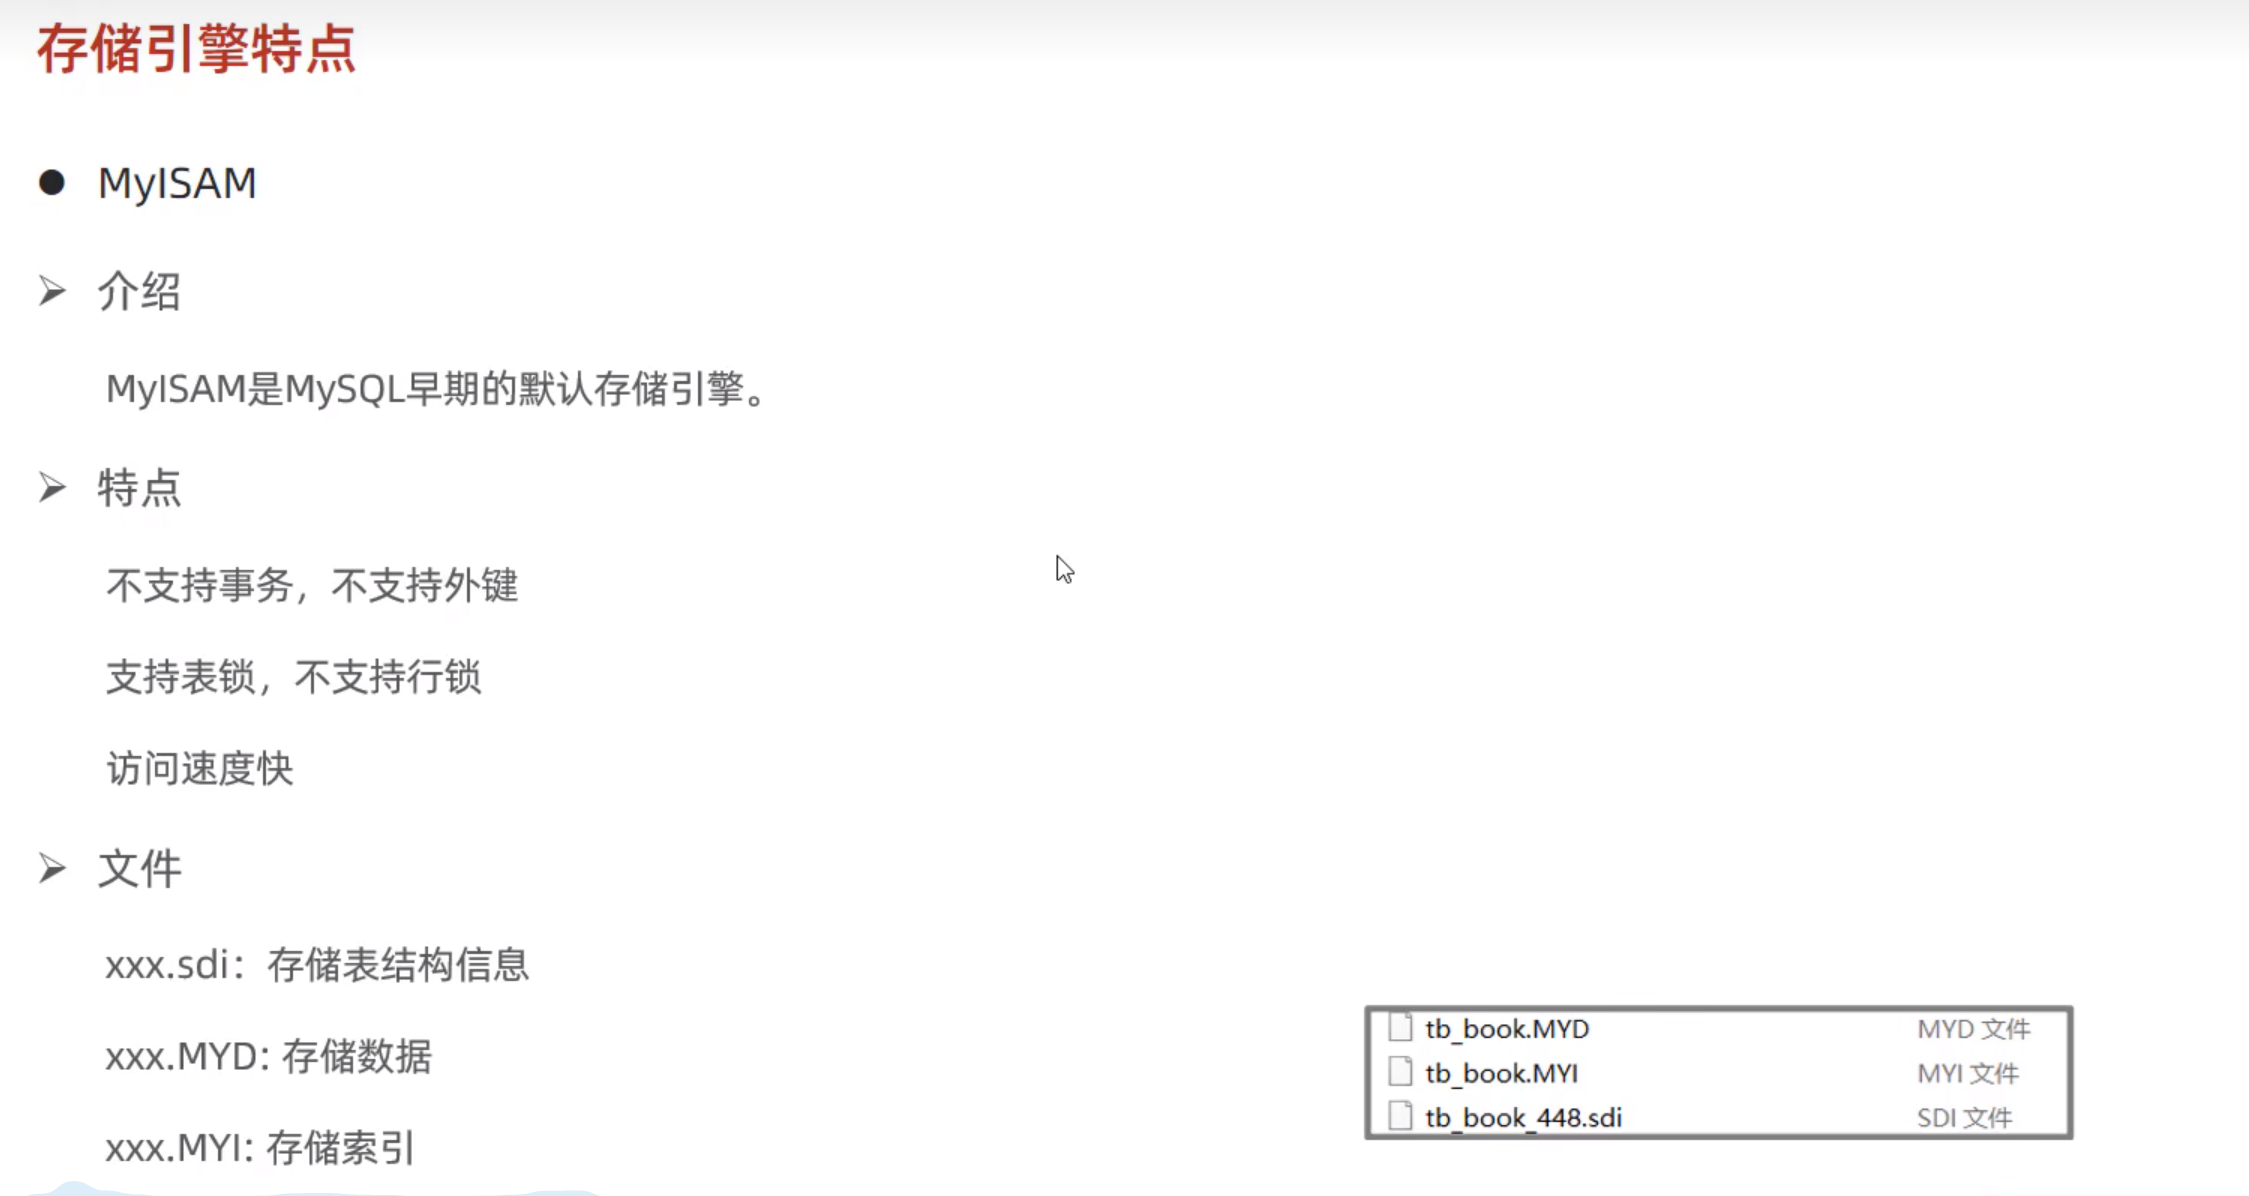 存储引擎特点
● MyISAM
➢ 介绍
MyISAM是MySQL早期的默认存储引擎。
➢ 特点
不支持事务，不支持外键
支持表锁，不支持行锁
访问速度快
➢ 文件
xxx.sdi：存储表结构信息
xxx.MYD: 存储数据
xxx.MYI: 存储索引
tb_book.MYD MYD 文件
tb_book.MYI MYI 文件
tb_book_448.sdi SDI 文件